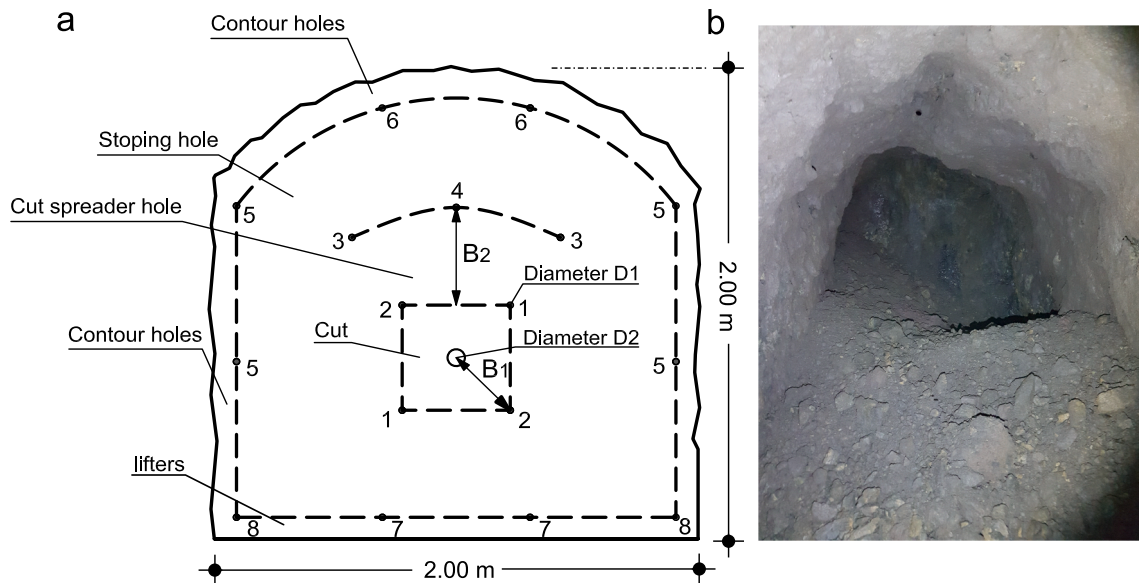 a
b
Contour holes
6
6
Stoping hole
4
5
5
Cut spreader hole
3
3
B2
Diameter D1
2
1
2.00 m
Contour holes
Cut
Diameter D2
B1
5
5
1
2
lifters
8
7
7
8
2.00 m